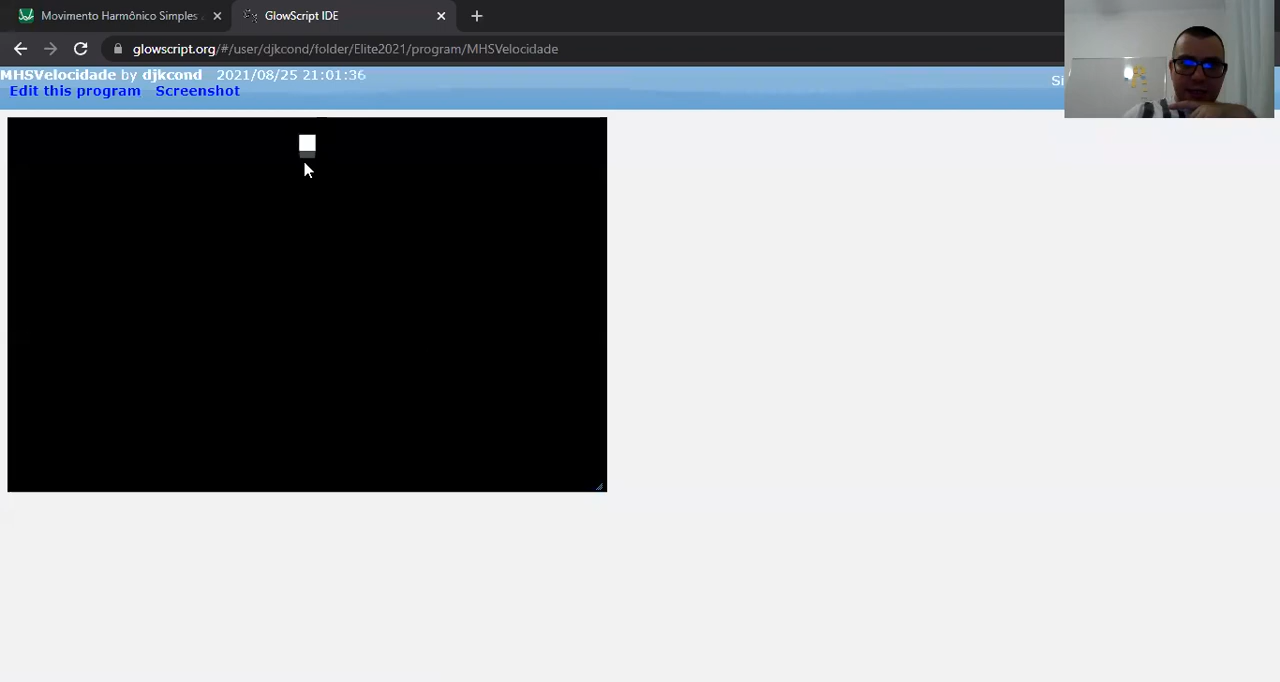 Movimento Harmônico Simples
GlowScript IDE
glowscript.org/#/user/djkcond/folder/Elite2021/program/MHSVelocidade
MHSVelocidade by djkcond 2021/08/25 21:01:36
Edit this program Screenshot
Si